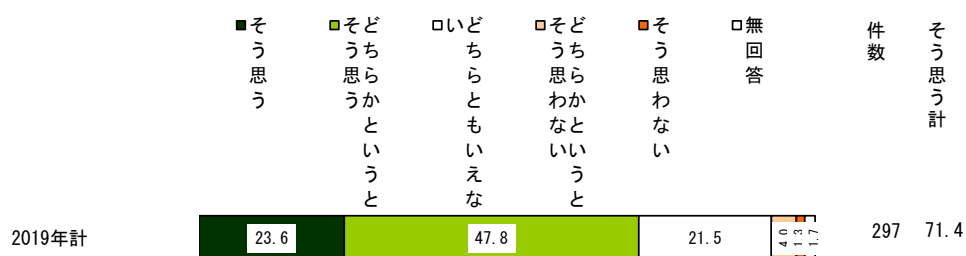 そう思う
どちらかというと
そう思う
どちらともいえな
い
どちらかというと
そう思わない
そう思わない
無回答
件数
そう思う計
2019年計
23.6
47.8
21.5
4.0
1.3
1.7
297
71.4